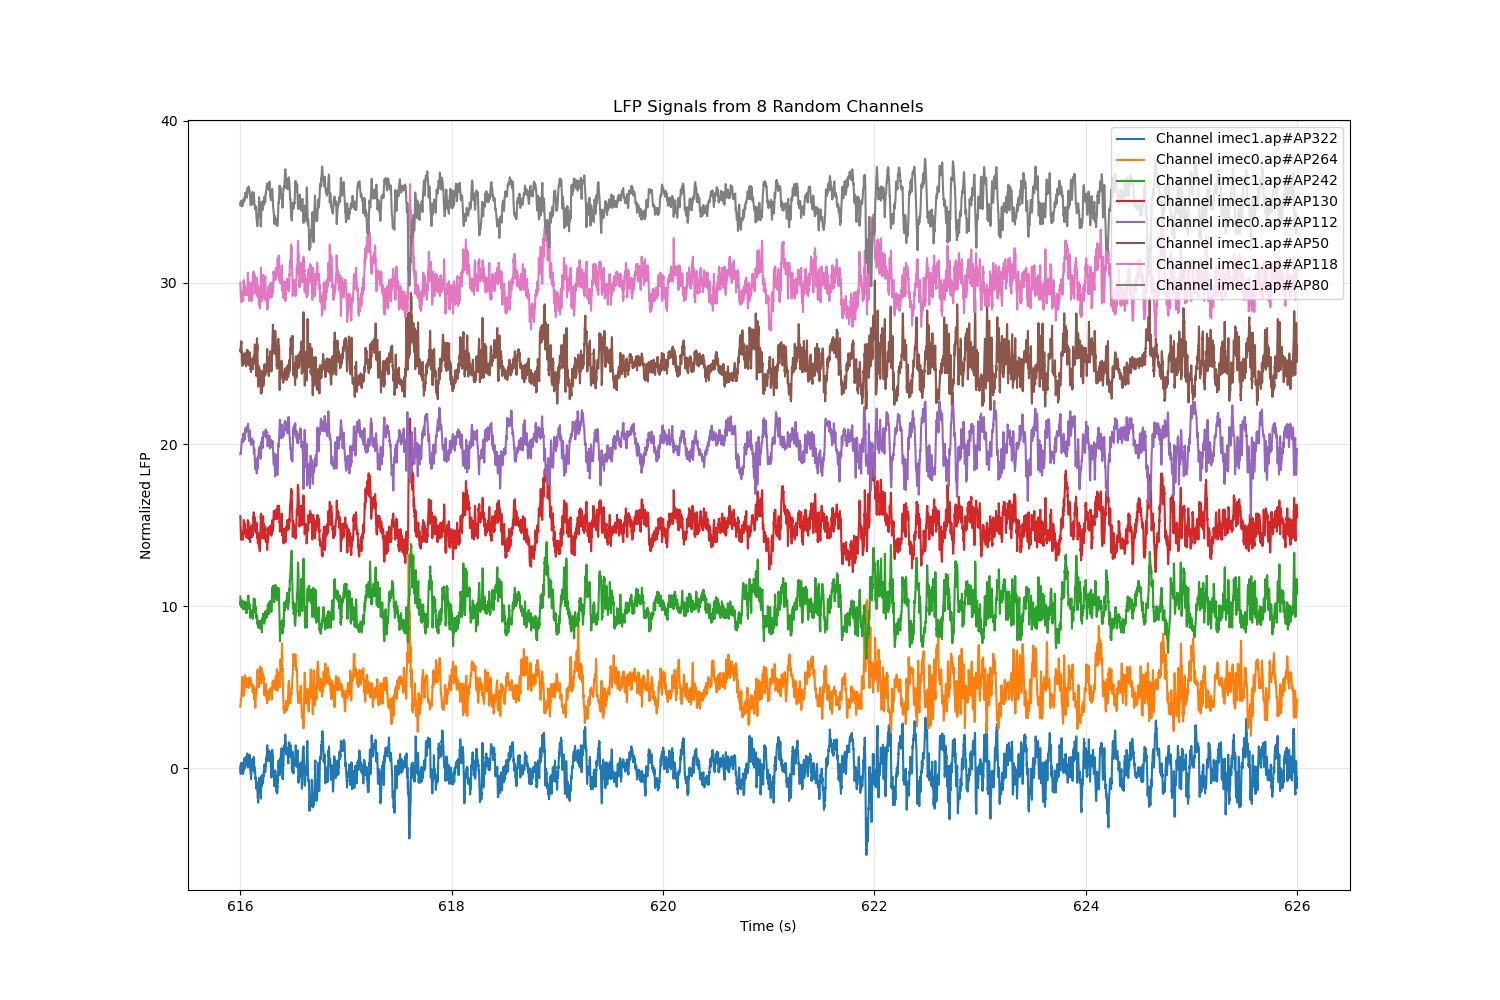 LFP Signals from 8 Random Channels
40
30
20
10
0
Normalized LFP
616
618
620
622
624
626
Time (s)
Channel imec1.ap#AP322
Channel imec0.ap#AP264
Channel imec1.ap#AP242
Channel imec1.ap#AP130
Channel imec0.ap#AP112
Channel imec1.ap#AP50
Channel imec1.ap#AP118
Channel imec1.ap#AP80